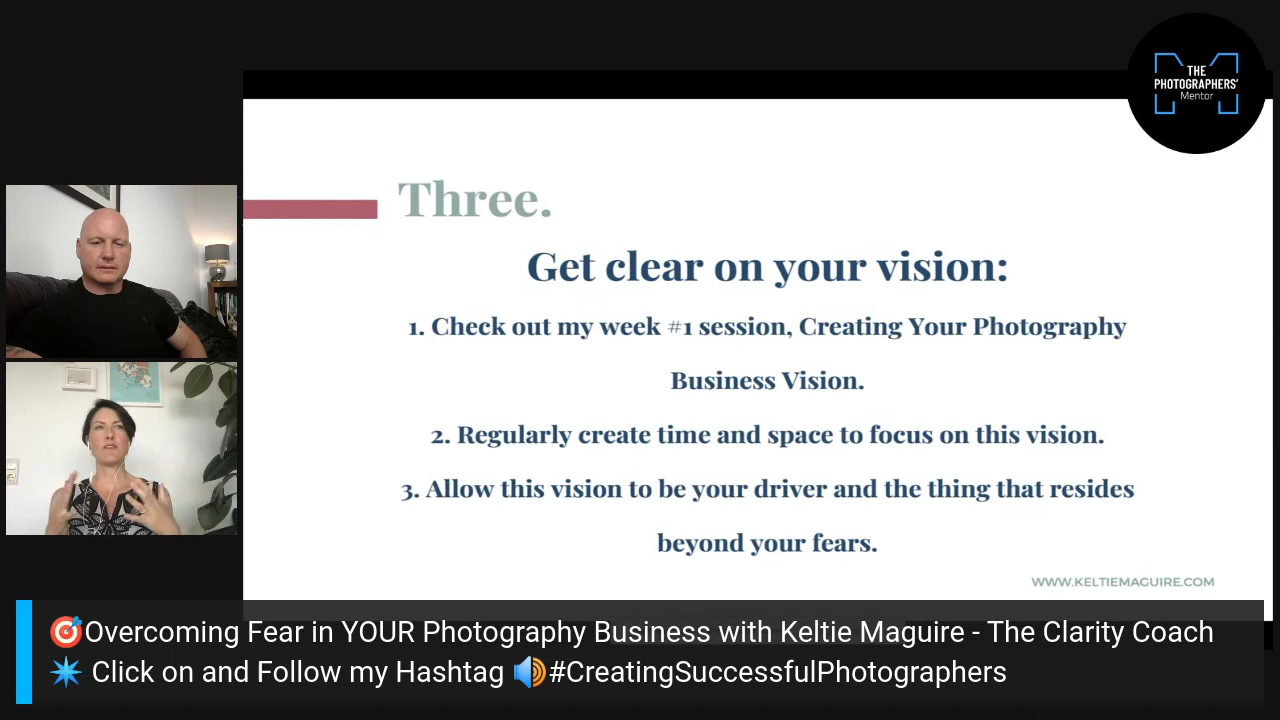 THE
PHOTOGRAPHERS'
Mentor
Three.
Get clear on your vision:
1. Check out my week #1 session, Creating Your Photography
Business Vision.
2. Regularly create time and space to focus on this vision.
3. Allow this vision to be your driver and the thing that resides
beyond your fears.
WWW.KELTIEMAGUIRE.COM
🎯Overcoming Fear in YOUR Photography Business with Keltie Maguire - The Clarity Coach
✴ Click on and Follow my Hashtag 🔊#CreatingSuccessfulPhotographers